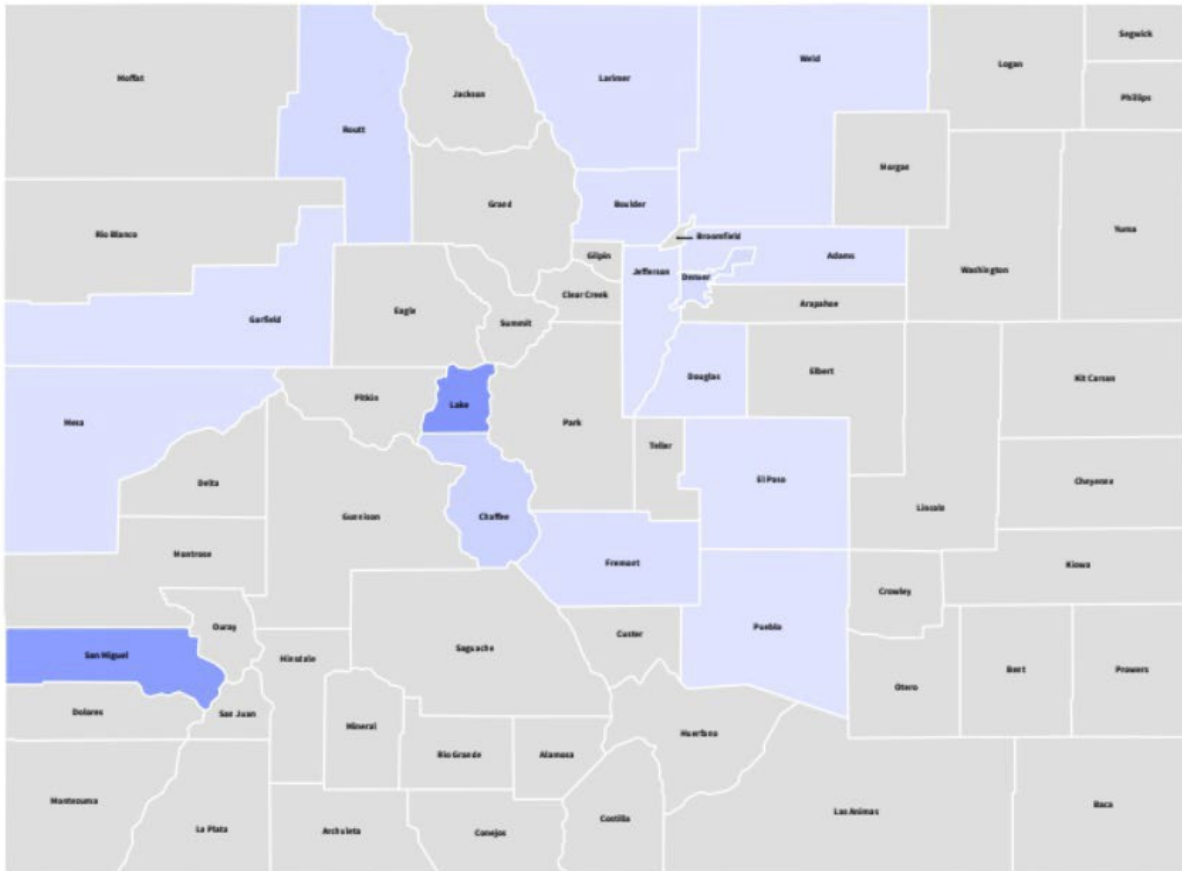 Segwick
Moffat
Larimer
Weld
Logan
Jackson
Phillips
Routt
Morgan
Boulder
Grand
Yuma
Rio Blanco
Broomfield
Gilpin
Adams
Jefferson
Denver
Washington
Clear Creek
Arapahoe
Eagle
Garfield
Summit
Douglas
Elbert
Kit Carson
Pitkin
Lake
Mesa
Park
Teller
El Paso
Cheyenne
Delta
Lincoln
Gunnison
Chaffee
Montrose
Fremont
Kiowa
Crowley
Ouray
Custer
Pueblo
San Miguel
Hinsdale
Saguache
Bent
Prowers
Otero
Dolores
San Juan
Mineral
Huerfano
Rio Grande
Alamosa
Montezuma
Baca
Las Animas
Costilla
La Plata
Archuleta
Conejos